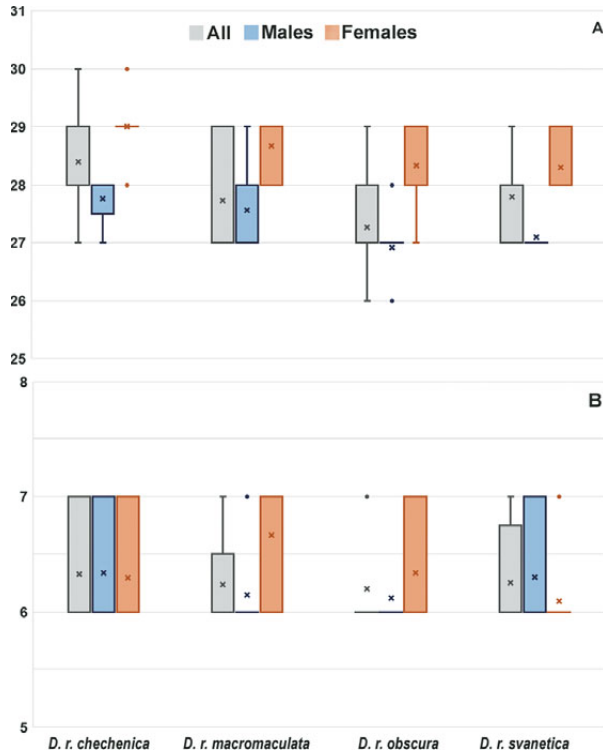 31
A
All Males Females
30
29
28
27
26
25
8
B
7
6
5
D. r. chechenica D. r. macromaculata D. r. obscura D. r. svanetica